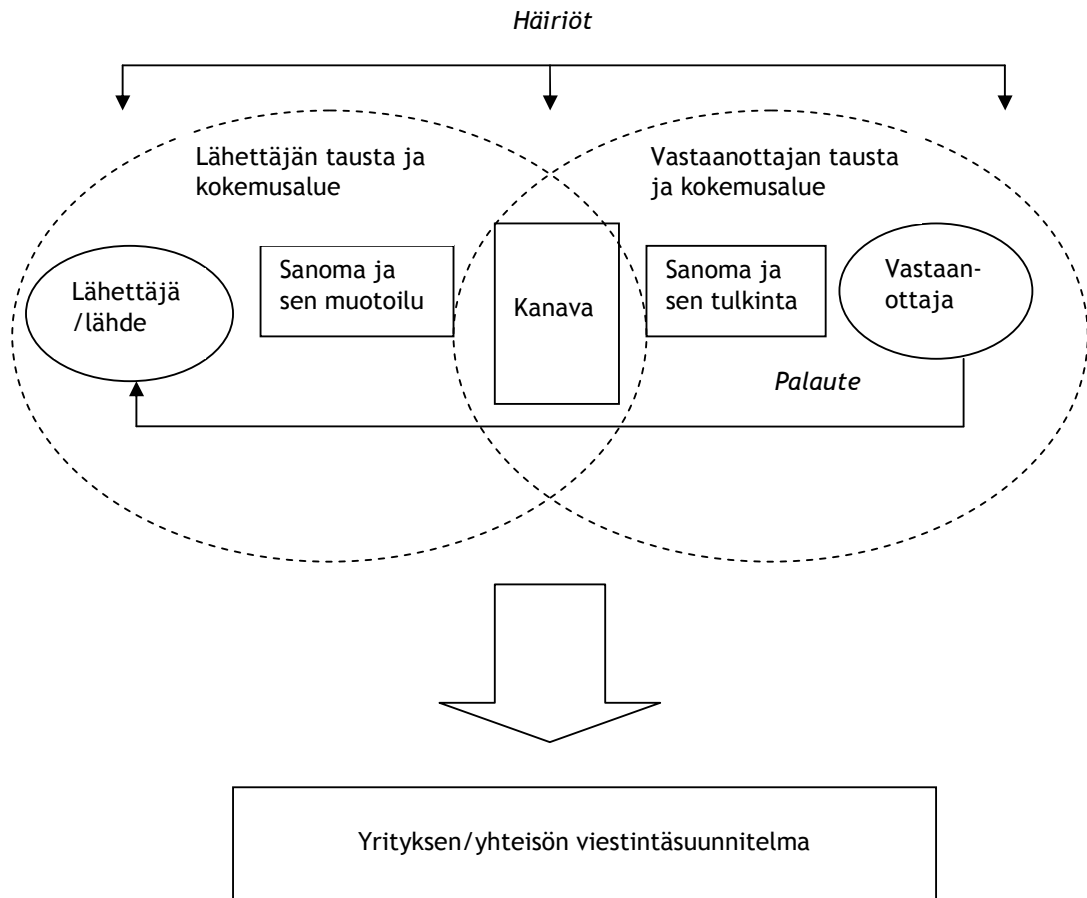 Häiriöt
Lähettäjän tausta ja
kokemusalue
Vastaanottajan tausta
ja kokemusalue
Lähettäjä
/lähde
Sanoma ja
sen muotoilu
Kanava
Sanoma ja
sen tulkinta
Vastaan-
ottaja
Palaute
Yrityksen/yhteisön viestintäsuunnitelma